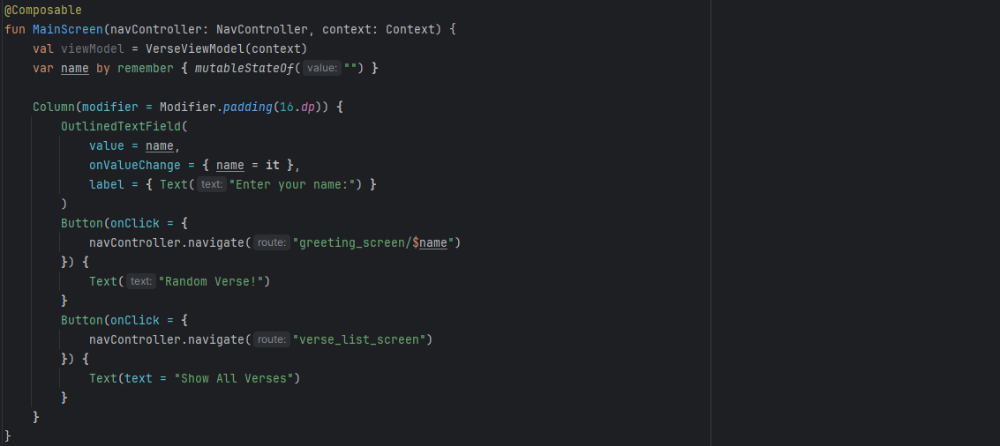 @Composable
fun MainScreen(navController: NavController, context: Context) {
    val viewModel = VerseViewModel(context)
    var name by remember { mutableStateOf( value: "") }

    Column(modifier = Modifier.padding(16.dp)) {
        OutlinedTextField(
            value = name,
            onValueChange = { name = it },
            label = { Text( text: "Enter your name:") }
        )
        Button(onClick = {
            navController.navigate( route: "greeting_screen/$name")
        }) {
            Text( text: "Random Verse!")
        }
        Button(onClick = {
            navController.navigate( route: "verse_list_screen")
        }) {
            Text(text = "Show All Verses")
        }
    }
}